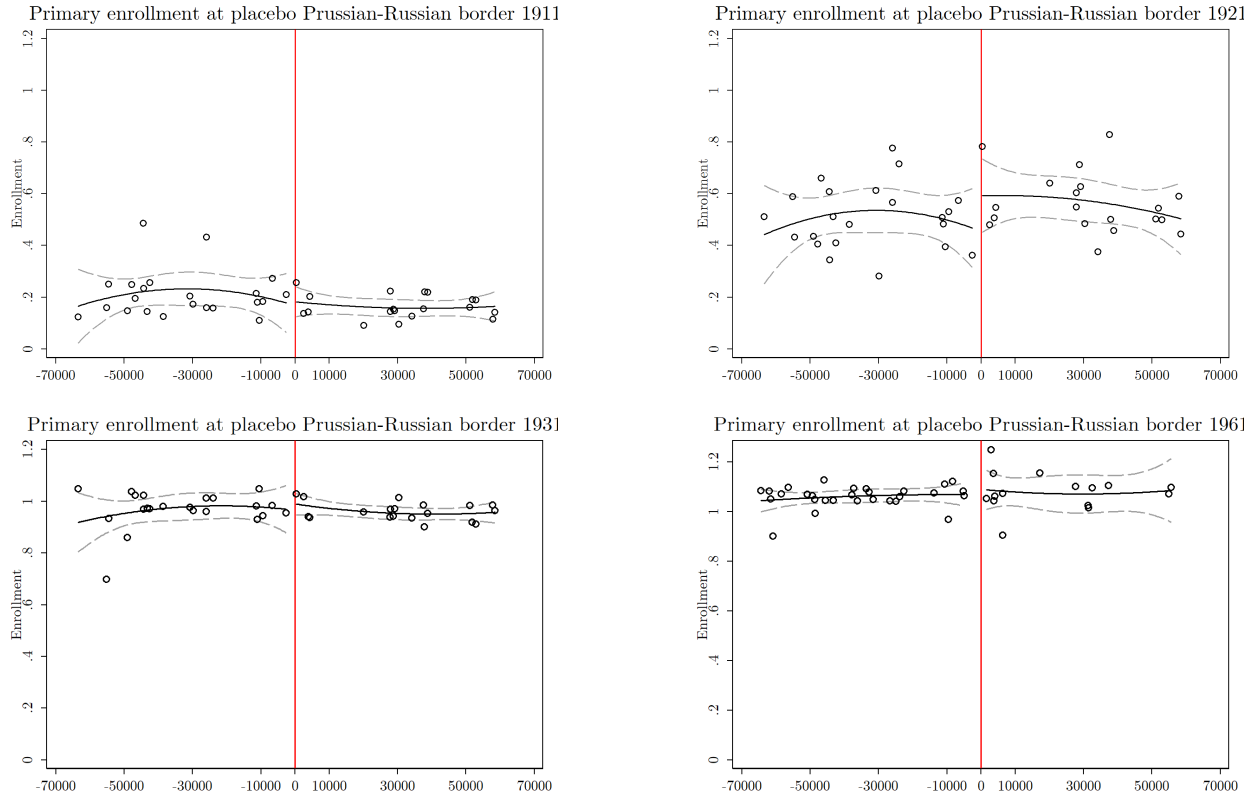 Primary enrollment at placebo Prussian-Russian border 1911
1.2
1
.8
.6
.4
.2
0
Enrollment
-70000 -50000 -30000 -10000 0 10000 30000 50000 70000
Primary enrollment at placebo Prussian-Russian border 1921
1.2
1
.8
.6
.4
.2
0
Enrollment
-70000 -50000 -30000 -10000 0 10000 30000 50000 70000
Primary enrollment at placebo Prussian-Russian border 1931
1.2
1
.8
.6
.4
.2
0
Enrollment
-70000 -50000 -30000 -10000 0 10000 30000 50000 70000
Primary enrollment at placebo Prussian-Russian border 1961
1.2
1
.8
.6
.4
.2
0
Enrollment
-70000 -50000 -30000 -10000 0 10000 30000 50000 70000